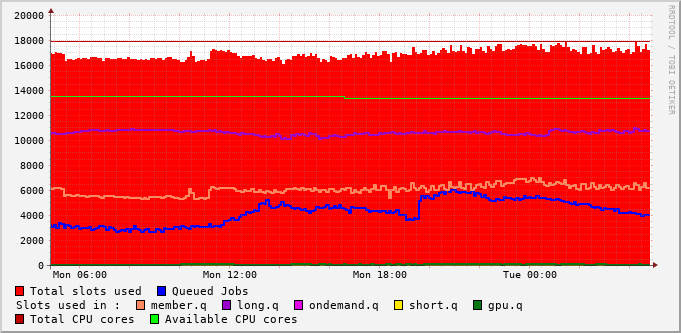 20000
18000
16000
14000
12000
10000
8000
6000
4000
2000
0
Mon 06:00 Mon 12:00 Mon 18:00 Tue 00:00
RRDTOOL / TOBI OETIKER
Total slots used Queued Jobs
Slots used in : member.q long.q ondemand.q short.q gpu.q
Total CPU cores Available CPU cores